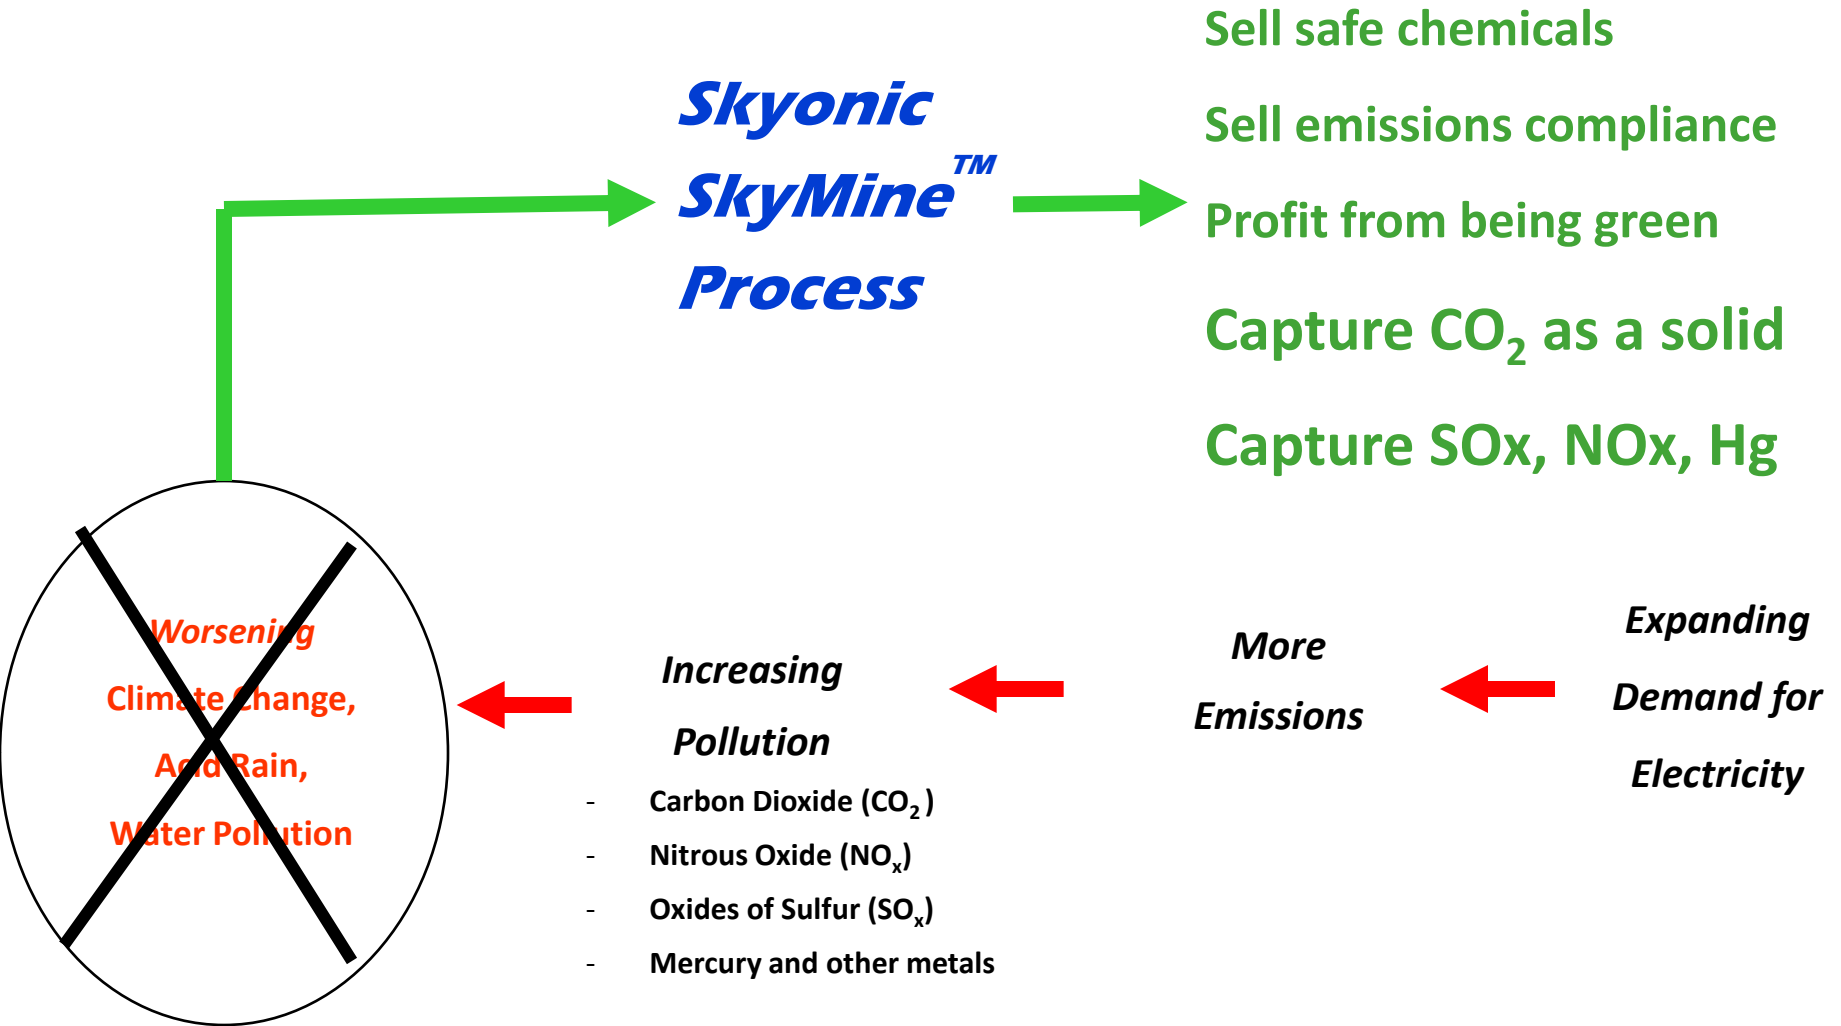 Sell safe chemicals
Sell emissions compliance
Profit from being green
Capture CO₂ as a solid
Capture SOx, NOx, Hg
Skyonic
SkyMine™
Process
Worsening
Climate Change,
Acid Rain,
Water Pollution
Increasing
Pollution
- Carbon Dioxide (CO₂ )
- Nitrous Oxide (NOₓ)
- Oxides of Sulfur (SOₓ)
- Mercury and other metals
More
Emissions
Expanding
Demand for
Electricity